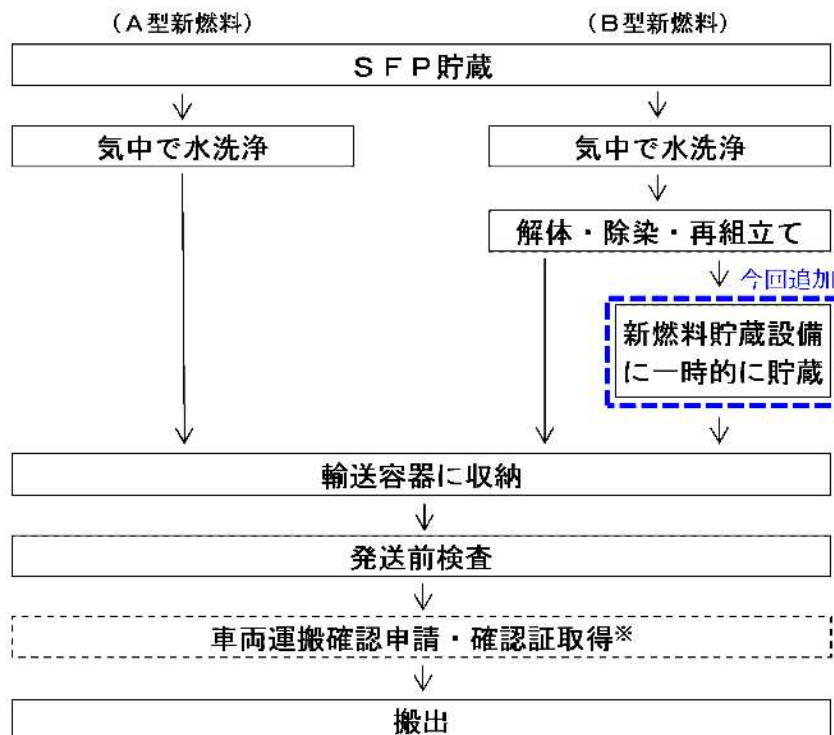 （Ａ型新燃料）
（Ｂ型新燃料）
ＳＦＰ貯蔵
気中で水洗浄
気中で水洗浄
解体・除染・再組立て
今回追加
新燃料貯蔵設備
に一時的に貯蔵
輸送容器に収納
発送前検査
車両運搬確認申請・確認証取得※
搬出